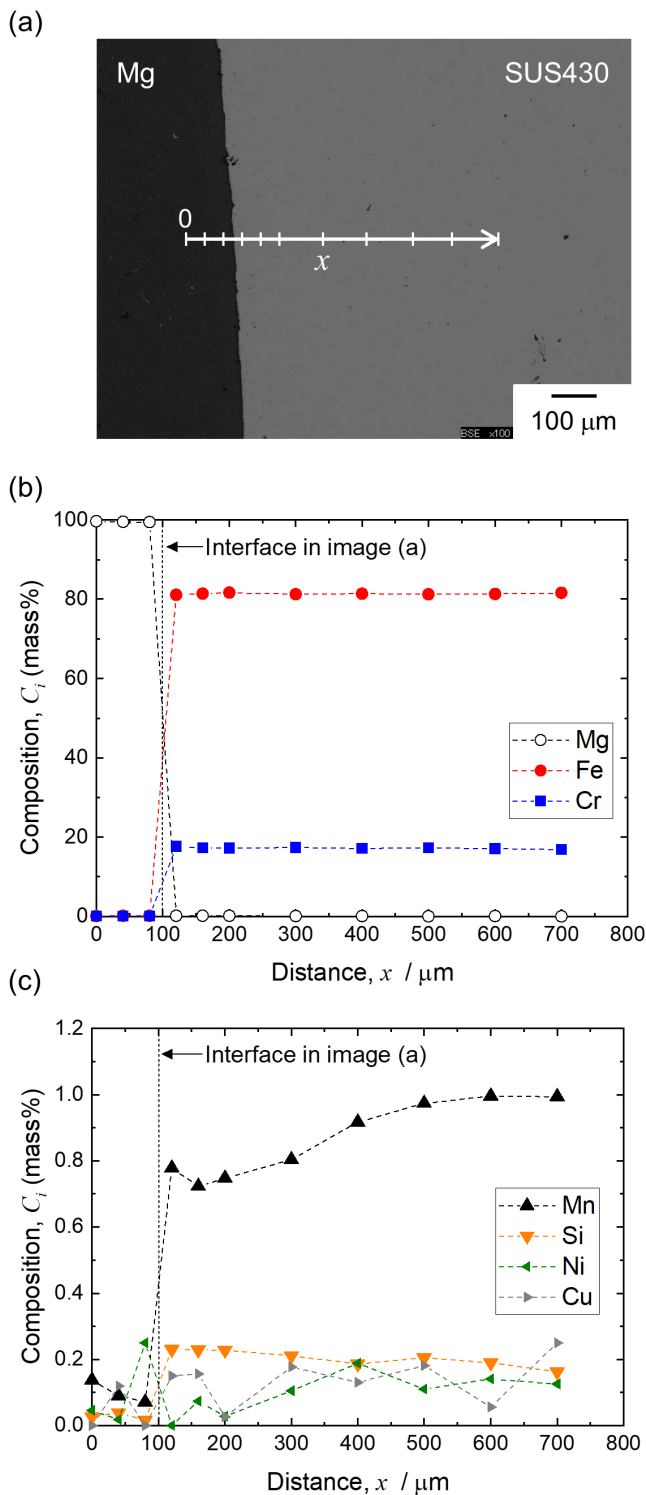 (a)
Mg
SUS430
0
x
BSE x100
100 μm
(b)
100
80
60
40
20
0
Interface in image (a)
Mg
Fe
Cr
0 100 200 300 400 500 600 700 800
Composition, Ci (mass%)
Distance, x / μm
(c)
1.2
1.0
0.8
0.6
0.4
0.2
0.0
Interface in image (a)
Mn
Si
Ni
Cu
0 100 200 300 400 500 600 700 800
Composition, Ci (mass%)
Distance, x / μm